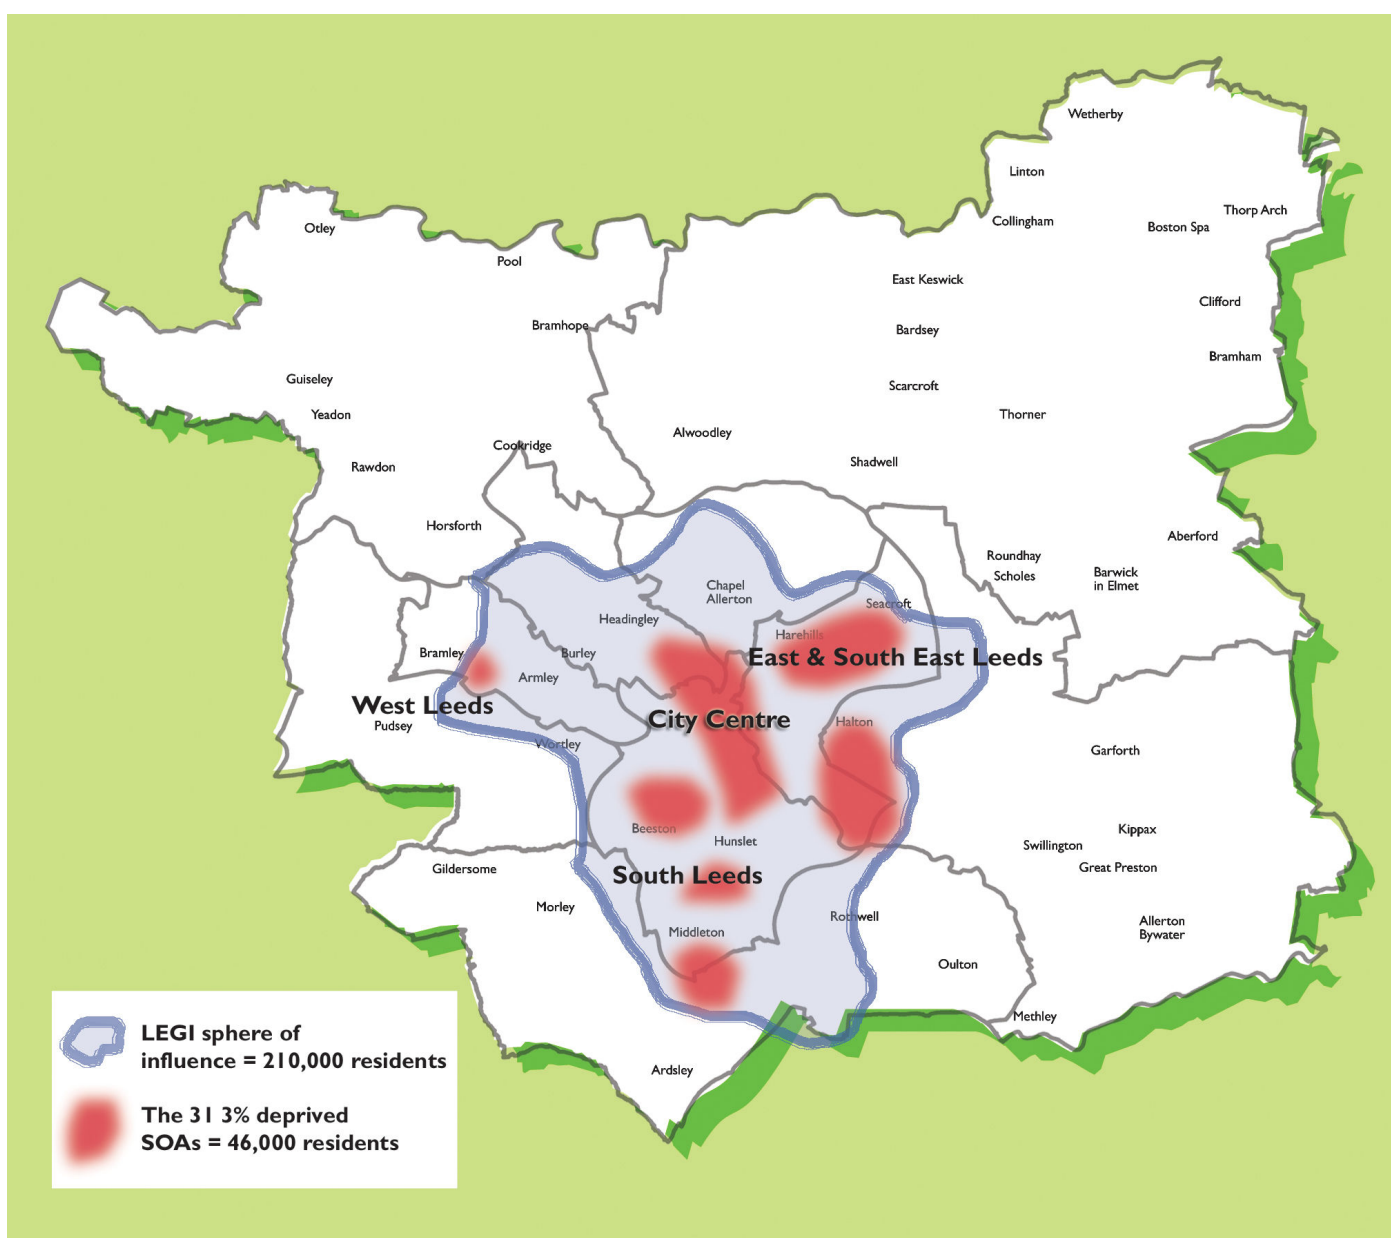 Wetherby
Linton
Thorp Arch
Collingham
Boston Spa
Otley
Pool
East Keswick
Clifford
Bramhope
Bardsey
Bramham
Guiseley
Scarcroft
Yeadon
Thorner
Alwoodley
Cookridge
Shadwell
Rawdon
Horsforth
Aberford
Roundhay
Scholes
Barwick
in Elmet
Chapel
Allerton
Seacroft
Headingley
Harehills
Bramley
Burley
East & South East Leeds
Armley
West Leeds
City Centre
Pudsey
Halton
Wortley
Garforth
Beeston
Hunslet
Kippax
Swillington
Great Preston
Gildersome
South Leeds
Morley
Rothwell
Allerton
Bywater
Middleton
Oulton
Methley
Ardsley
LEGI sphere of
influence = 210,000 residents
The 31 3% deprived
SOAs = 46,000 residents